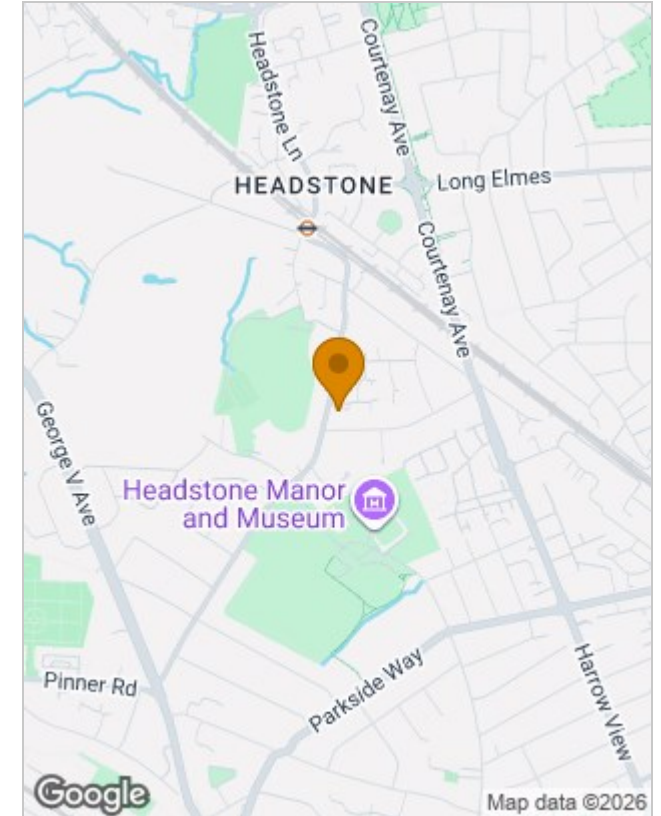 Headstone Ln
Courtenay Ave
HEADSTONE
Long Elmes
Courtenay Ave
George V Ave
Headstone Manor
and Museum
M
Pinner Rd
Parkside Way
Harrow View
Google
Map data ©2026